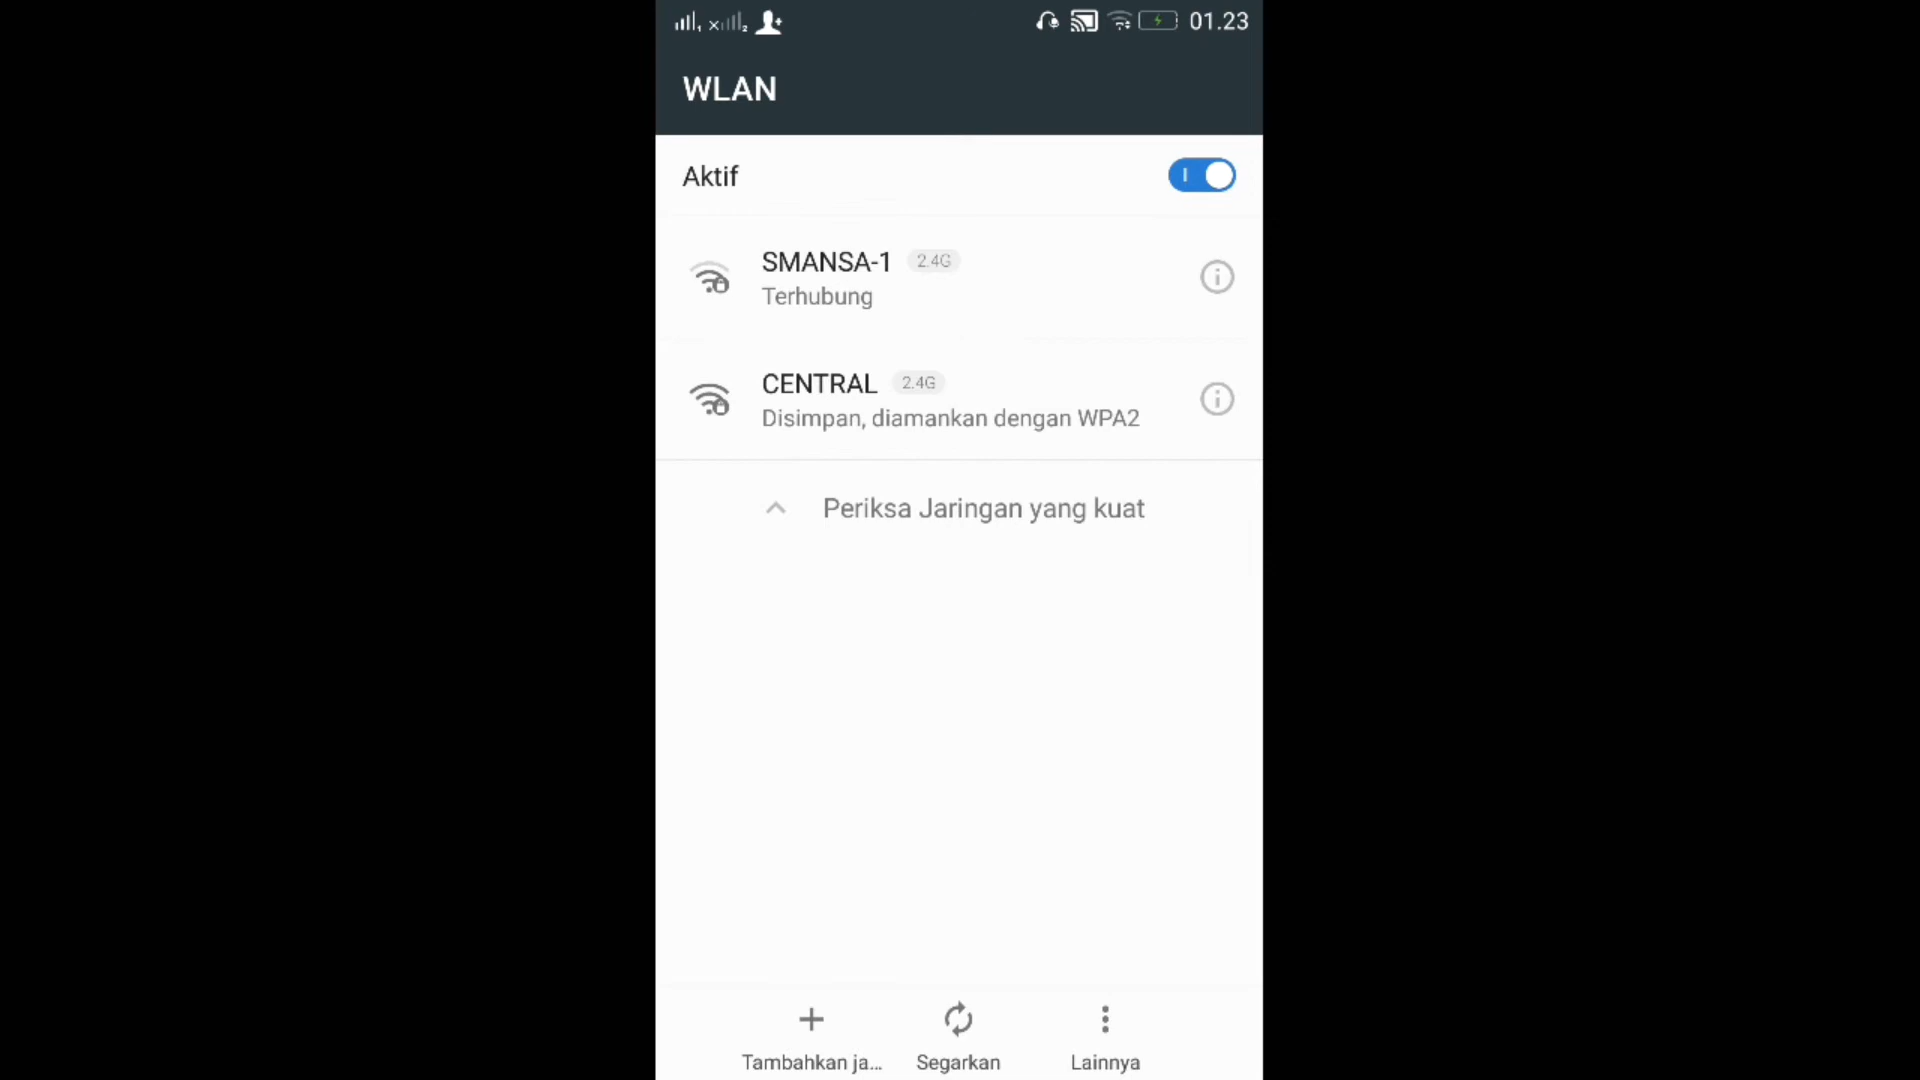 01.23
WLAN
Aktif
SMANSA-1 2.4G
Terhubung
CENTRAL 2.4G
Disimpan, diamankan dengan WPA2
Periksa Jaringan yang kuat
Tambahkan ja... Segarkan Lainnya